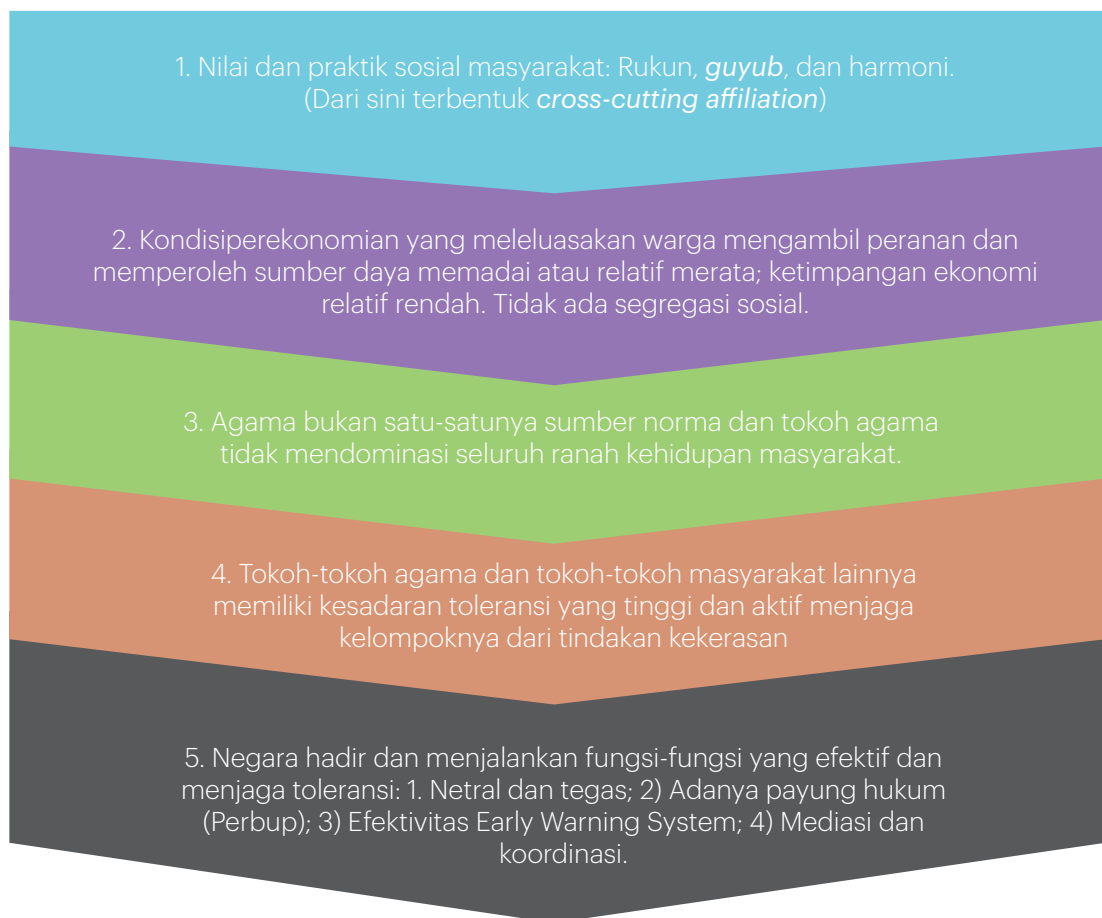 1. Nilai dan praktik sosial masyarakat: Rukun, guyub, dan harmoni.
(Dari sini terbentuk cross-cutting affiliation)
2. Kondisiperekonomian yang meleluasakan warga mengambil peranan dan
memperoleh sumber daya memadai atau relatif merata; ketimpangan ekonomi
relatif rendah. Tidak ada segregasi sosial.
3. Agama bukan satu-satunya sumber norma dan tokoh agama
tidak mendominasi seluruh ranah kehidupan masyarakat.
4. Tokoh-tokoh agama dan tokoh-tokoh masyarakat lainnya
memiliki kesadaran toleransi yang tinggi dan aktif menjaga
kelompoknya dari tindakan kekerasan
5. Negara hadir dan menjalankan fungsi-fungsi yang efektif dan
menjaga toleransi: 1. Netral dan tegas; 2) Adanya payung hukum
(Perbup); 3) Efektivitas Early Warning System; 4) Mediasi dan
koordinasi.